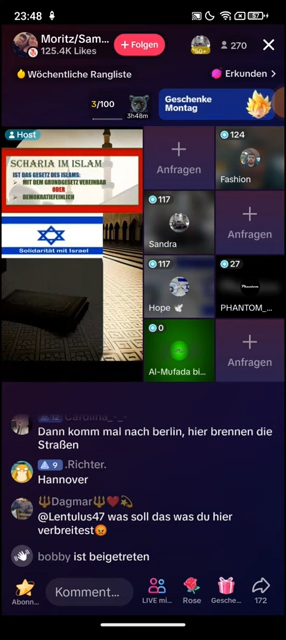 23:48
57
Moritz/Sam...
125.4K Likes
+ Folgen
50+
270
Wöchentliche Rangliste
Erkunden >
3/100
3h48m
Geschenke
Montag
Host
SCHARIA IM ISLAM
IST DAS GESETZ DES ISLAMS:
MIT DEM GRUNDGESETZ VEREINBAR
ODER
DEMOKRATIEFEINLICH
Solidarität mit Israel
Anfragen
124
Fashion
117
Sandra
Anfragen
117
Hope
27
PHANTOM_...
0
Al-Mufada bi...
Anfragen
Carolina_-_-
Dann komm mal nach berlin, hier brennen die
Straßen
9 .Richter.
Hannover
🔱Dagmar🔱❤️💫
@Lentulus47 was soll das was du hier
verbreitest😡
bobby ist beigetreten
Abonn...
Komment...
LIVE mi...
Rose
Gesche...
172